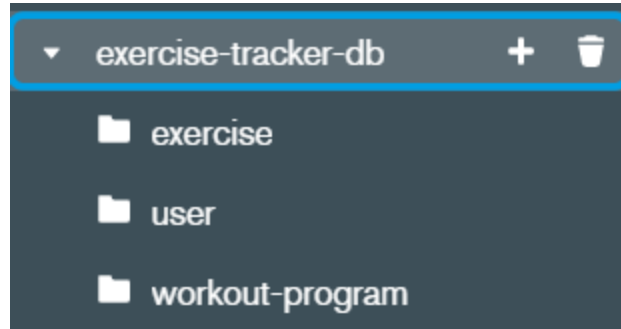 exercise-tracker-db
exercise
user
workout-program